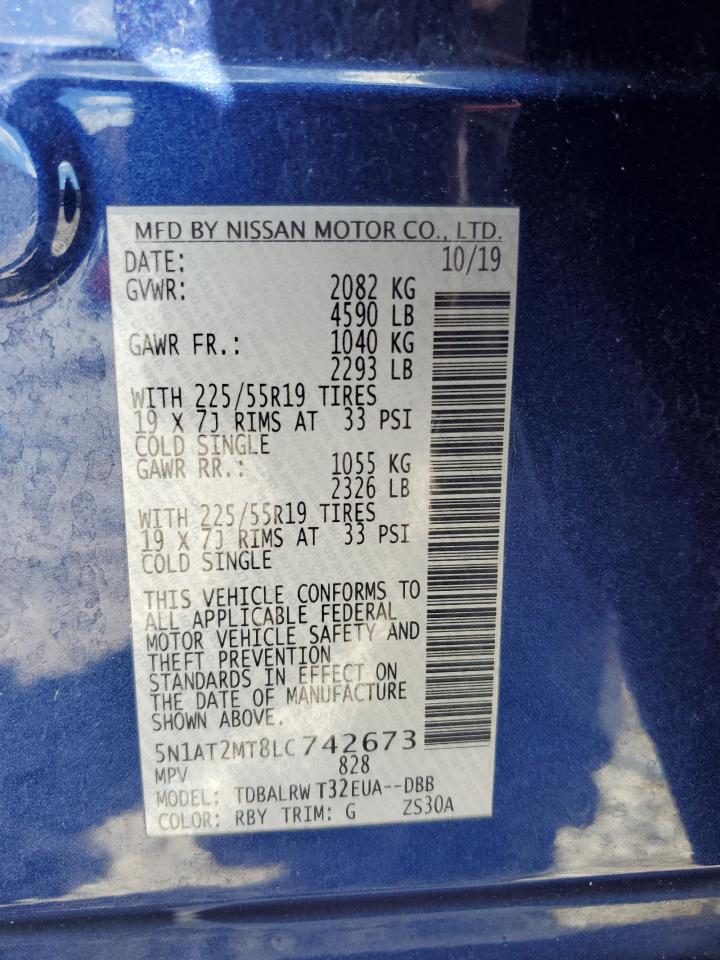 MFD BY NISSAN MOTOR CO., LTD.
DATE: 10/19
GVWR: 2082 KG
4590 LB
GAWR FR.: 1040 KG
2293 LB
WITH 225/55R19 TIRES
19 X 7J RIMS AT 33 PSI
COLD SINGLE
GAWR RR.: 1055 KG
2326 LB
WITH 225/55R19 TIRES
19 X 7J RIMS AT 33 PSI
COLD SINGLE
THIS VEHICLE CONFORMS TO
ALL APPLICABLE FEDERAL
MOTOR VEHICLE SAFETY AND
THEFT PREVENTION
STANDARDS IN EFFECT ON
THE DATE OF MANUFACTURE
SHOWN ABOVE.
5N1AT2MT8LC742673
MPV 828
MODEL: TDBALRW T32EUA--DBB
COLOR: RBY TRIM: G ZS30A